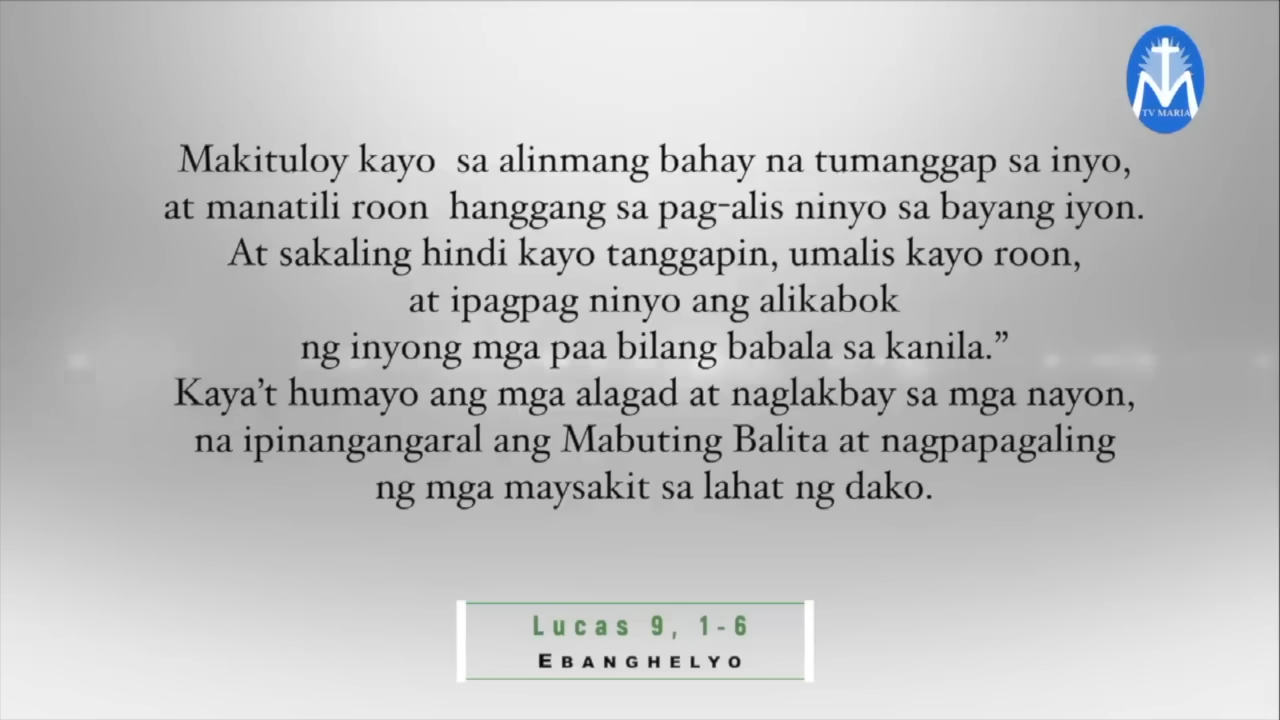 TV MARIA
Makituloy kayo sa alinmang bahay na tumanggap sa inyo,
at manatili roon hanggang sa pag-alis ninyo sa bayang iyon.
At sakaling hindi kayo tanggapin, umalis kayo roon,
at ipagpag ninyo ang alikabok
ng inyong mga paa bilang babala sa kanila.”
Kaya’t humayo ang mga alagad at naglakbay sa mga nayon,
na ipinangangaral ang Mabuting Balita at nagpapagaling
ng mga maysakit sa lahat ng dako.
Lucas 9, 1-6
EBANGHELYO